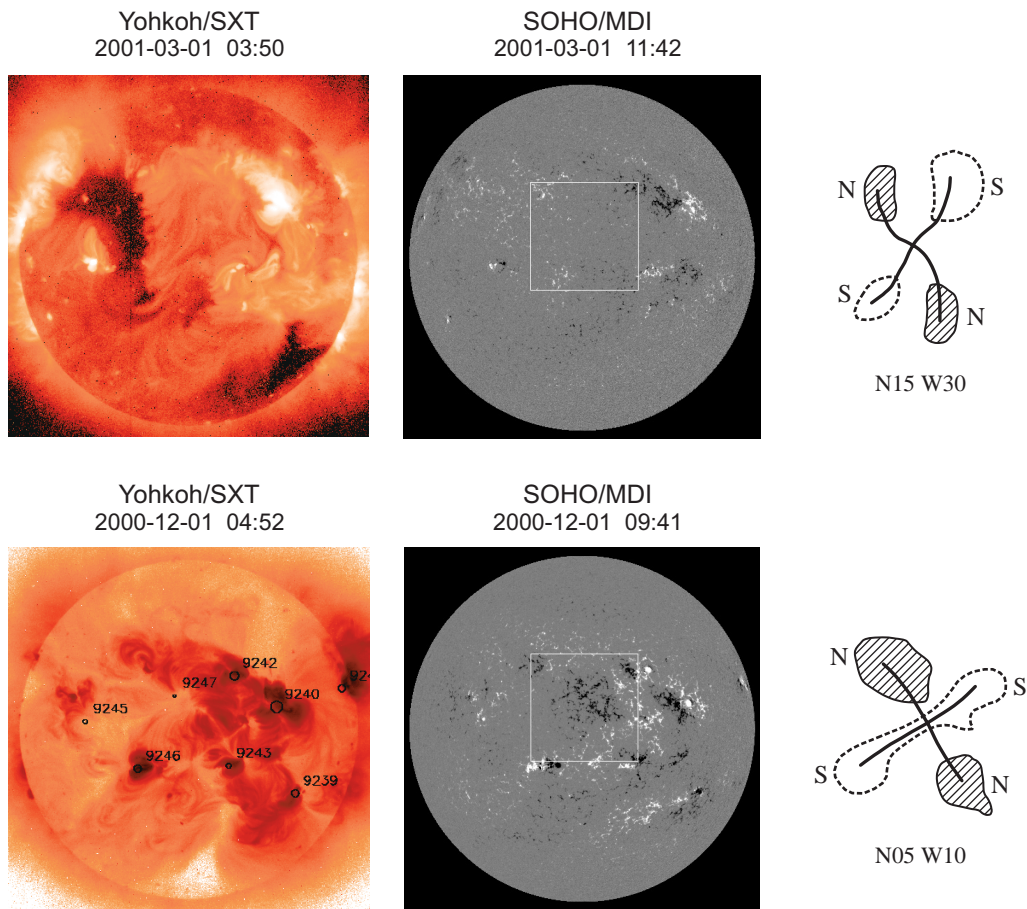 Yohkoh/SXT
2001-03-01 03:50
SOHO/MDI
2001-03-01 11:42
N
S
S
N
N15 W30
Yohkoh/SXT
2000-12-01 04:52
SOHO/MDI
2000-12-01 09:41
9242
9247
924
9240
9245
9246
9243
9239
N
S
S
N
N05 W10